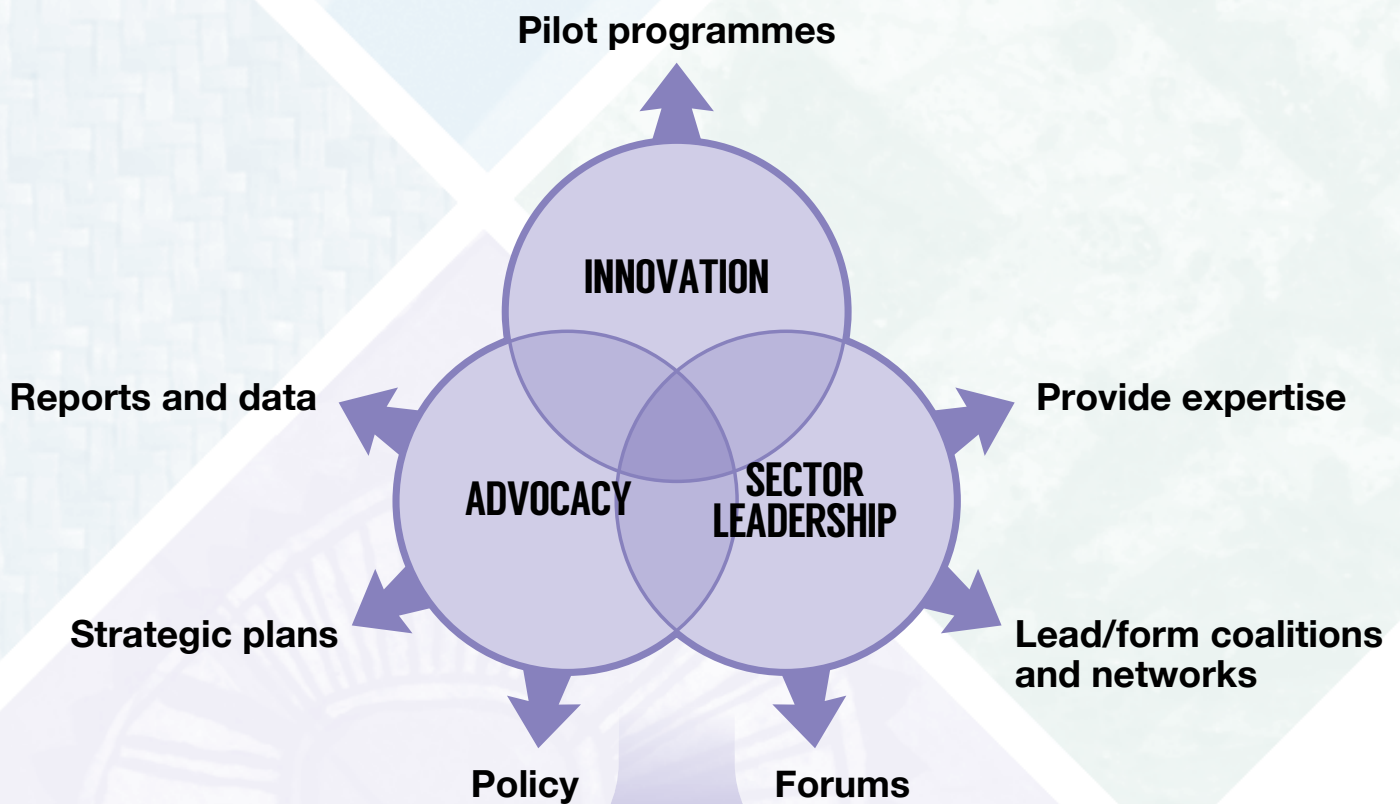 Pilot programmes
INNOVATION
Reports and data
Provide expertise
ADVOCACY
SECTOR
LEADERSHIP
Strategic plans
Lead/form coalitions
and networks
Policy
Forums